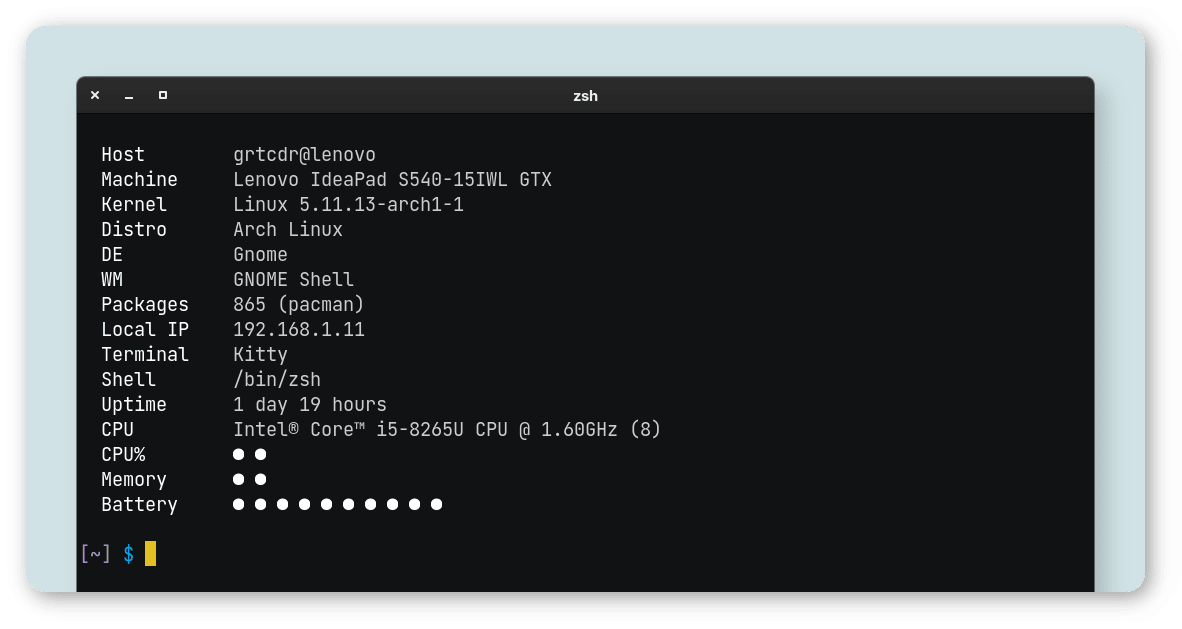 zsh
Host grtcdr@lenovo
Machine Lenovo IdeaPad S540-15IWL GTX
Kernel Linux 5.11.13-arch1-1
Distro Arch Linux
DE Gnome
WM GNOME Shell
Packages 865 (pacman)
Local IP 192.168.1.11
Terminal Kitty
Shell /bin/zsh
Uptime 1 day 19 hours
CPU Intel® Core™ i5-8265U CPU @ 1.60GHz (8)
CPU% ● ●
Memory ● ●
Battery ● ● ● ● ● ● ● ● ● ●
[~] $